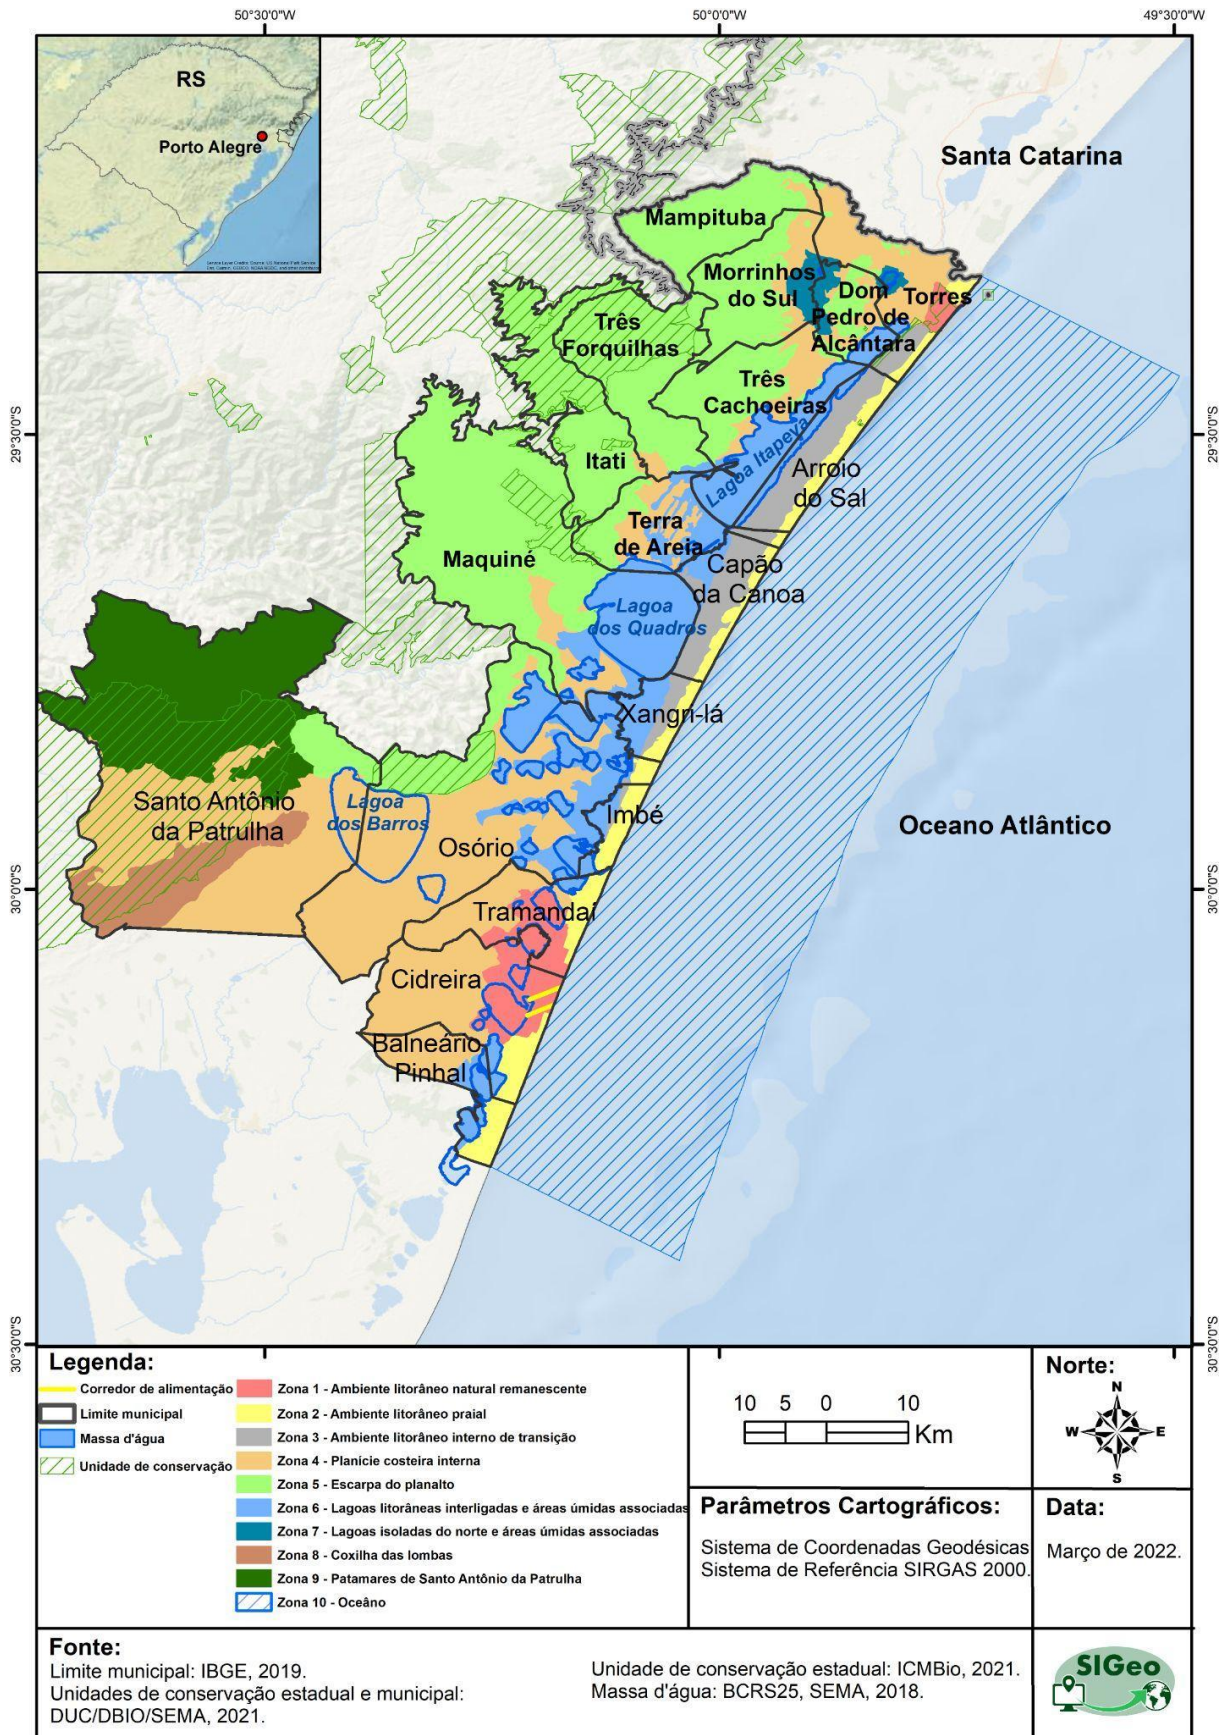 50°30'0"W
50°0'0"W
49°30'0"W
RS
Porto Alegre
Santa Catarina
Mampituba
Morrinhos
do Sul
Dom
Pedro de
Alcântara
Torres
Três
Forquilhas
Três
Cachoeiras
29°30'0"S
29°30'0"S
Itati
Lagoa Itapeva
Arroio
do Sal
Terra
de Areia
Maquiné
Capão
da Canoa
Lagoa
dos Quadros
Xangri-lá
Santo Antônio
da Patrulha
Lagoa
dos Barros
Imbé
Osório
Oceano Atlântico
30°0'0"S
30°0'0"S
Tramandaí
Cidreira
Balneário
Pinhal
30°30'0"S
30°30'0"S
Legenda:
Corredor de alimentação
Limite municipal
Massa d'água
Unidade de conservação
Zona 1 - Ambiente litorâneo natural remanescente
Zona 2 - Ambiente litorâneo praial
Zona 3 - Ambiente litorâneo interno de transição
Zona 4 - Planície costeira interna
Zona 5 - Escarpa do planalto
Zona 6 - Lagoas litorâneas interligadas e áreas úmidas associadas
Zona 7 - Lagoas isoladas do norte e áreas úmidas associadas
Zona 8 - Coxilha das lombas
Zona 9 - Patamares de Santo Antônio da Patrulha
Zona 10 - Oceâno
10 5 0 10
Km
Norte:
N
W E
S
Parâmetros Cartográficos:
Sistema de Coordenadas Geodésicas
Sistema de Referência SIRGAS 2000.
Data:
Março de 2022.
Fonte:
Limite municipal: IBGE, 2019.
Unidades de conservação estadual e municipal:
DUC/DBIO/SEMA, 2021.
Unidade de conservação estadual: ICMBio, 2021.
Massa d'água: BCRS25, SEMA, 2018.
SIGeo